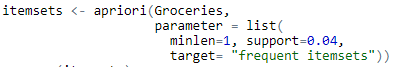 itemsets <- apriori(Groceries,
parameter = list(
minlen=1, support=0.04,
target= "frequent itemsets"))